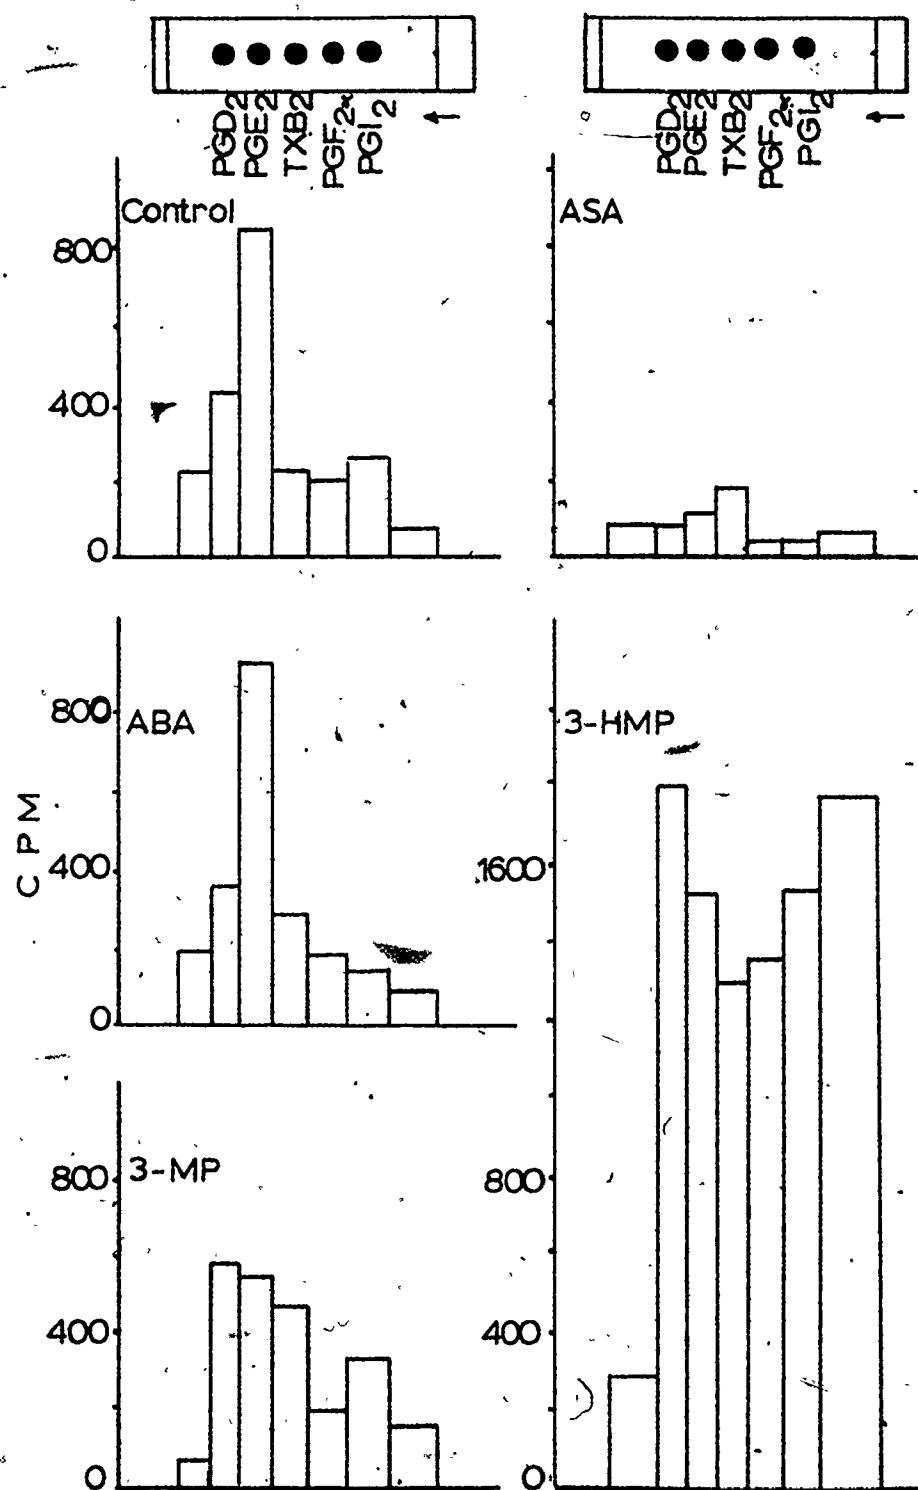 PGD2 PGE2 TXB2 PGF2α PGI2
PGD2 PGE2 TXB2 PGF2α PGI2
Control
800
400
0
ASA
CPM
ABA
800
400
0
3-HMP
1600
800
400
0
3-MP
800
400
0